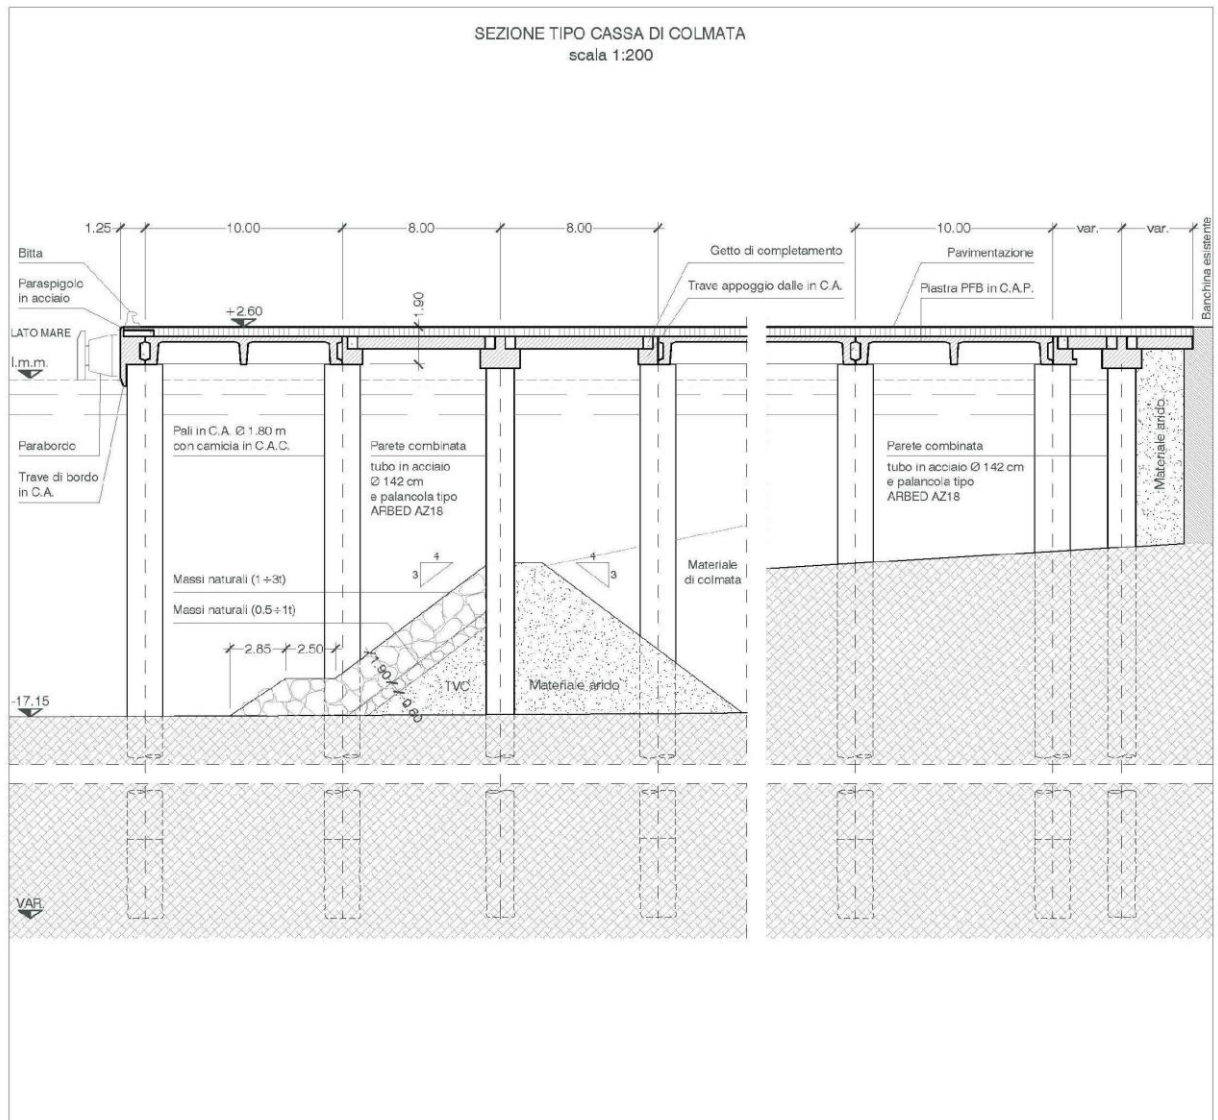 SEZIONE TIPO CASSA DI COLMATA
scala 1:200
1.25
10.00
8.00
8.00
10.00
var.
var.
Banchina esistente
Bitta
Paraspigolo
in acciaio
LATO MARE
l.m.m.
+2.60
1.90
Getto di completamento
Trave appoggio dalle in C.A.
Pavimentazione
Piastra PFB in C.A.P.
Parabordo
Trave di bordo
in C.A.
Pali in C.A. Ø 1.80 m
con camicia in C.A.C.
Parete combinata
tubo in acciaio
Ø 142 cm
e palancola tipo
ARBED AZ18
Parete combinata
tubo in acciaio Ø 142 cm
e palancola tipo
ARBED AZ18
Materiale arido
4
3
4
3
Massi naturali (1÷3t)
Massi naturali (0.5÷1t)
Materiale
di colmata
2.85
2.50
1.90
0.60
TVC
Materiale arido
-17.15
VAR.